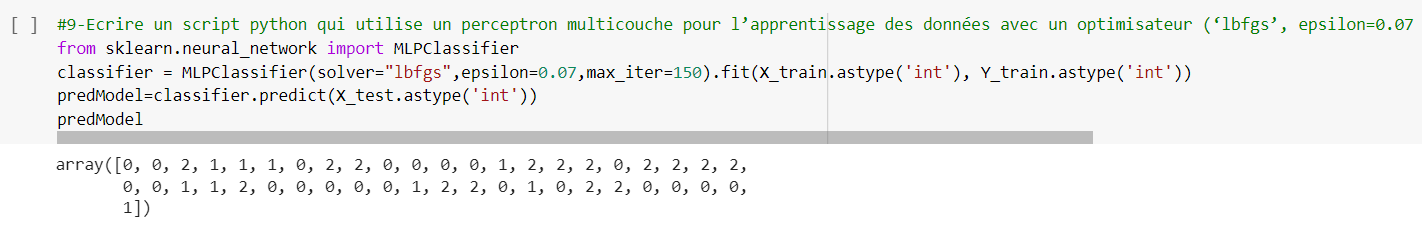 [ ] #9-Ecrire un script python qui utilise un perceptron multicouche pour l’apprentissage des données avec un optimisateur (‘lbfgs’, epsilon=0.07
from sklearn.neural_network import MLPClassifier
classifier = MLPClassifier(solver="lbfgs",epsilon=0.07,max_iter=150).fit(X_train.astype('int'), Y_train.astype('int'))
predModel=classifier.predict(X_test.astype('int'))
predModel
array([0, 0, 2, 1, 1, 1, 0, 2, 2, 0, 0, 0, 0, 1, 2, 2, 2, 0, 2, 2, 2, 2,
0, 0, 1, 1, 2, 0, 0, 0, 0, 0, 1, 2, 2, 0, 1, 0, 2, 2, 0, 0, 0, 0,
1])